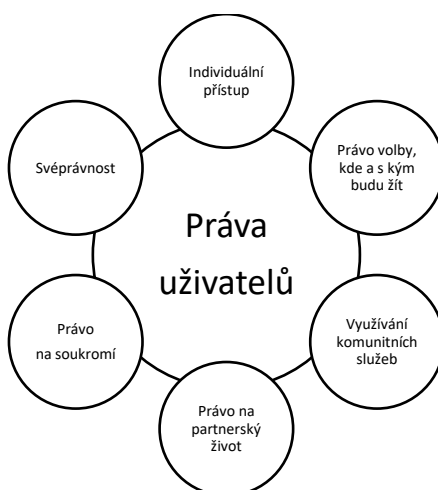 Individuální
přístup
Svéprávnost
Právo volby,
kde a s kým
budu žít
Práva
uživatelů
Právo
na soukromí
Využívání
komunitních
služeb
Právo na
partnerský
život